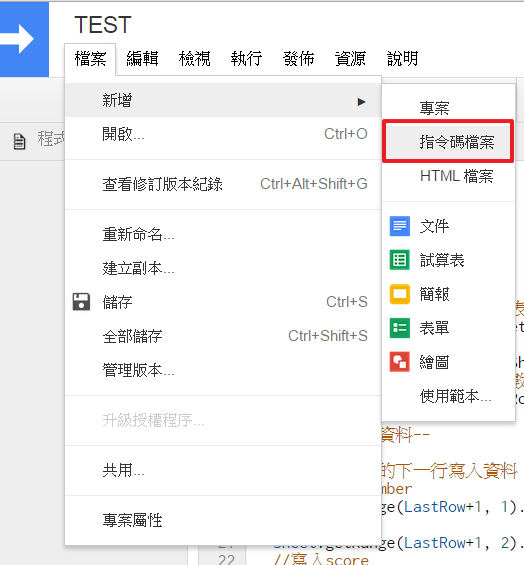 TEST
檔案 編輯 檢視 執行 發佈 資源 說明
新增 ▶
專案
程式
開啟... Ctrl+O
指令碼檔案
HTML 檔案
查看修訂版本紀錄 Ctrl+Alt+Shift+G
文件
重新命名...
試算表
建立副本...
簡報
儲存 Ctrl+S
表單
全部儲存 Ctrl+Shift+S
繪圖
管理版本...
使用範本...
升級授權程序...
資料--
共用...
的下一行寫入資料
mber
ge(LastRow+1, 1).
專案屬性
sheet.getRange(LastRow+1, 2).
22 //寫入score